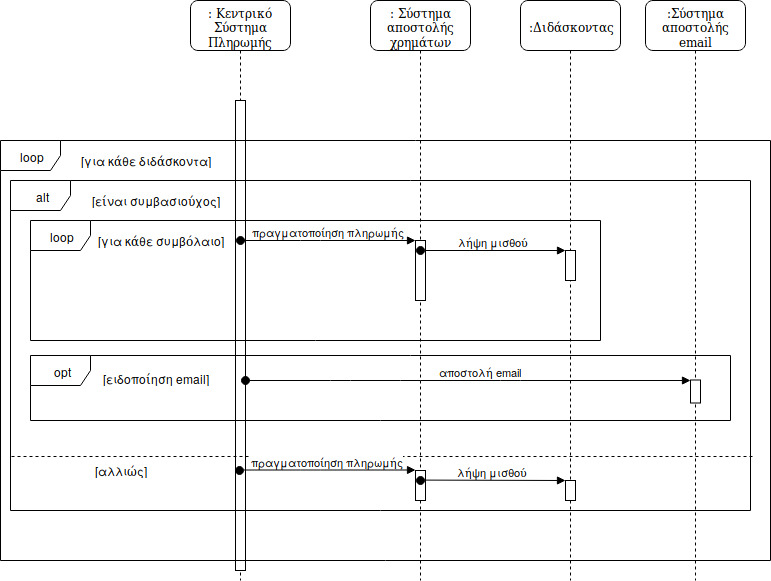 : Κεντρικό
Σύστημα
Πληρωμής
: Σύστημα
αποστολής
χρημάτων
:Διδάσκοντας
:Σύστημα
αποστολής
email
loop
[για κάθε διδάσκοντα]
alt
[είναι συμβασιούχος]
loop
[για κάθε συμβόλαιο]
πραγματοποίηση πληρωμής
λήψη μισθού
opt
[ειδοποίηση email]
αποστολή email
[αλλιώς]
πραγματοποίηση πληρωμής
λήψη μισθού